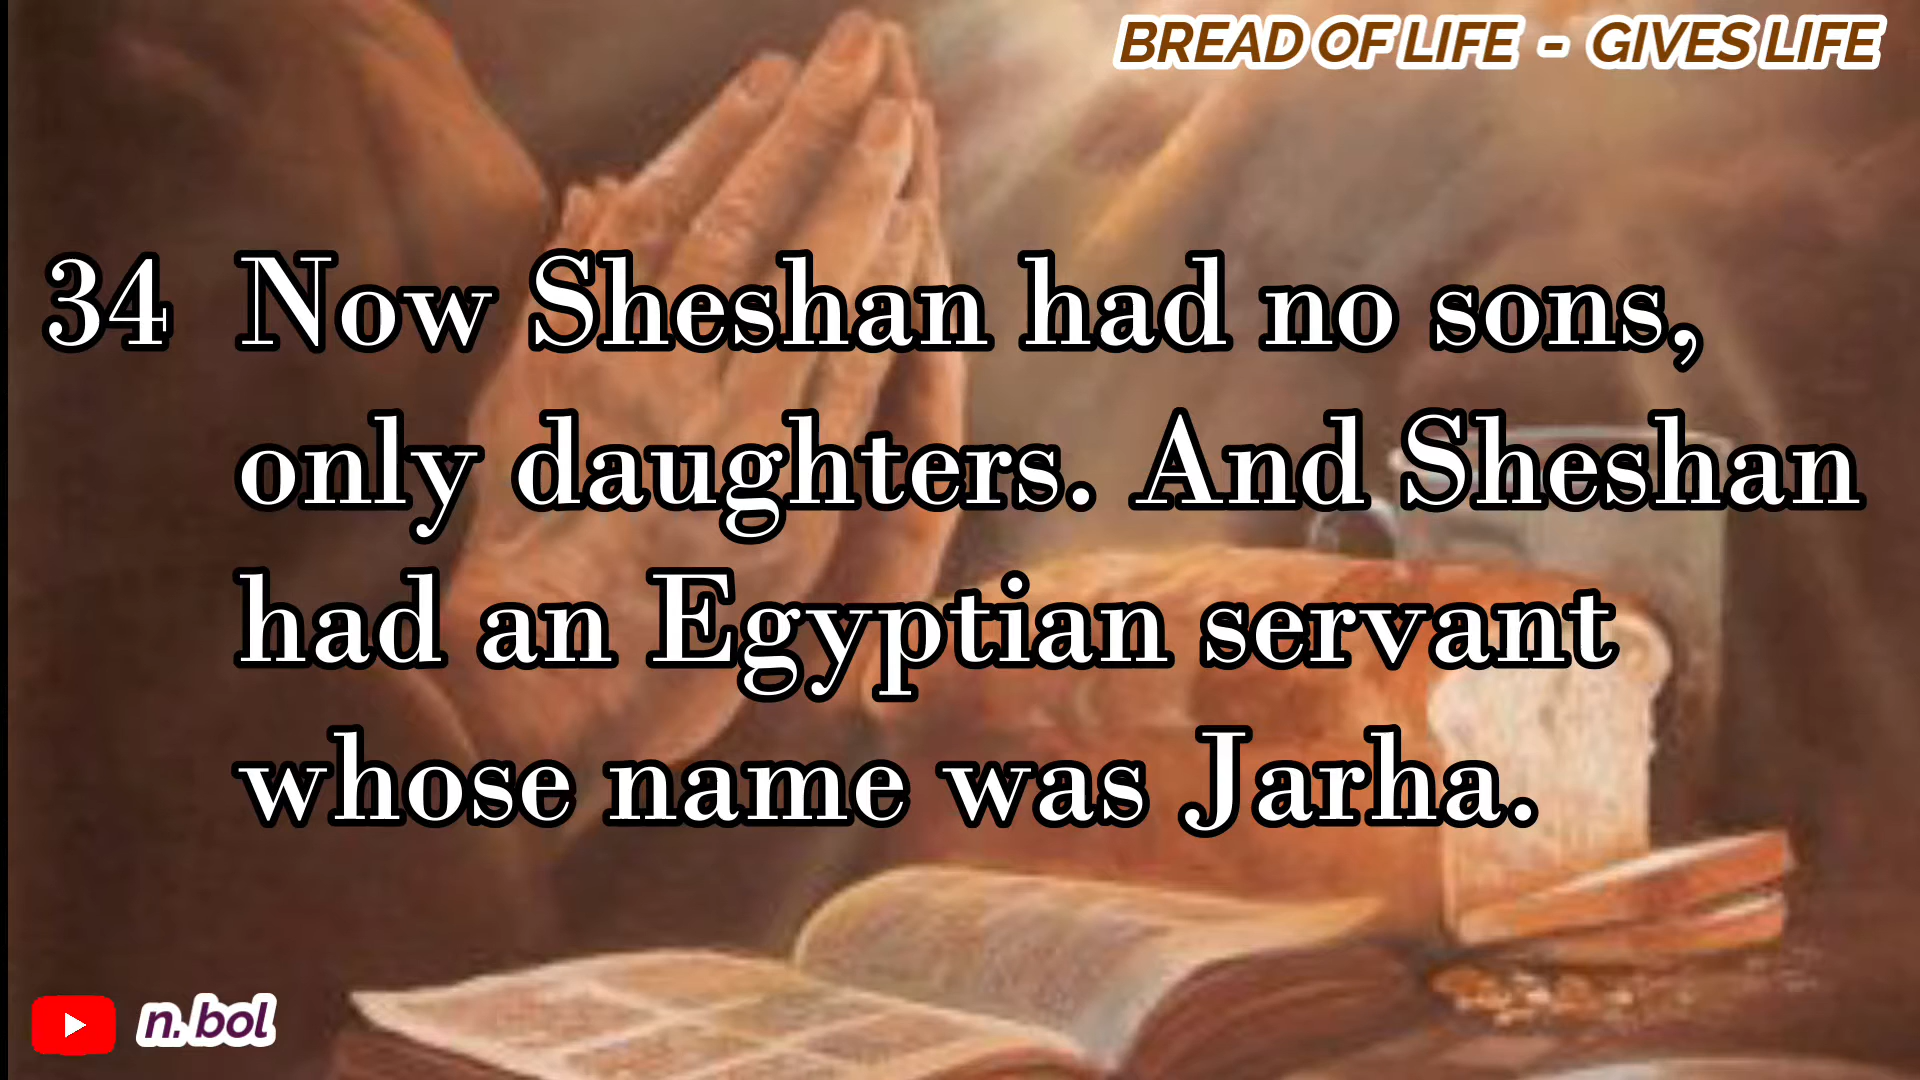 BREAD OF LIFE - GIVES LIFE
34 Now Sheshan had no sons,
only daughters. And Sheshan
had an Egyptian servant
whose name was Jarha.
n. bol